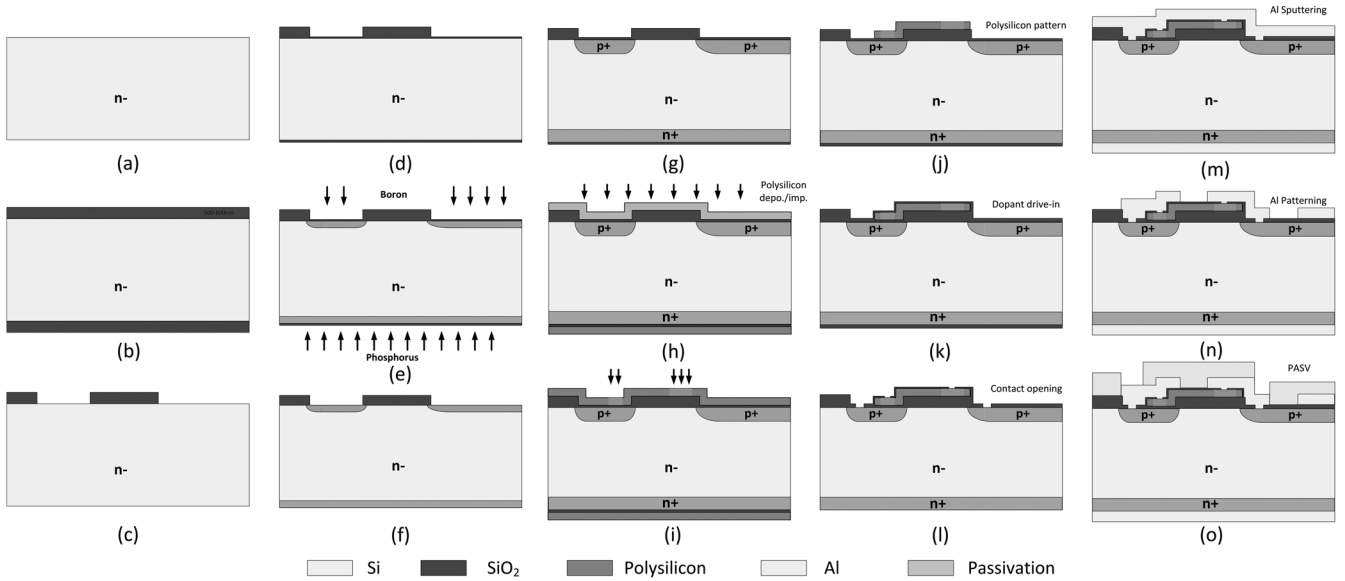 n-
(a)
n-
(d)
p+ p+
n-
n+
(g)
Polysilicon pattern
p+ p+
n-
n+
(j)
Al Sputtering
p+ p+
n-
n+
(m)
n-
(b)
Boron
n-
Phosphorus
(e)
Polysilicon
depo./imp.
p+ p+
n-
n+
(h)
Dopant drive-in
p+ p+
n-
n+
(k)
Al Patterning
p+ p+
n-
n+
(n)
n-
(c)
n-
(f)
p+ p+
n-
n+
(i)
Contact opening
p+ p+
n-
n+
(l)
PASV
p+ p+
n-
n+
(o)
Si SiO₂ Polysilicon Al Passivation